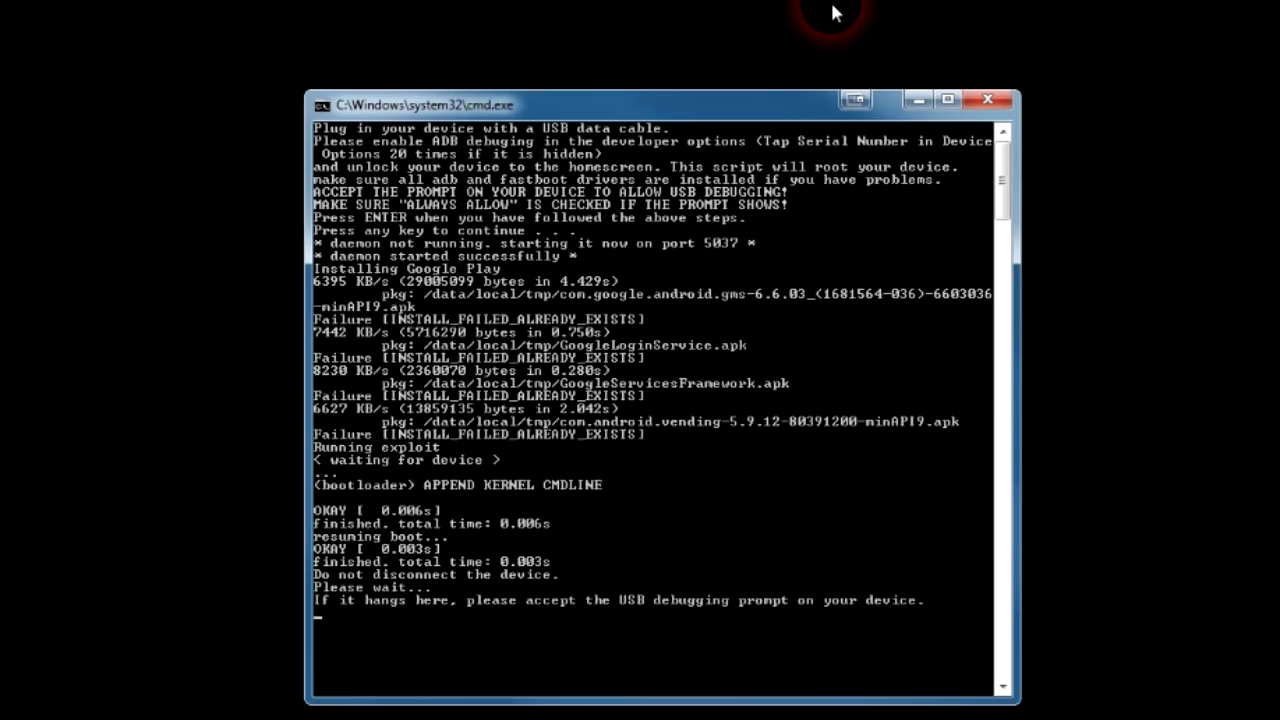 C:\Windows\system32\cmd.exe
Plug in your device with a USB data cable.
Please enable ADB debuging in the developer options (Tap Serial Number in Device
Options 20 times if it is hidden)
and unlock your device to the homescreen. This script will root your device.
make sure all adb and fastboot drivers are installed if you have problems.
ACCEPT THE PROMPT ON YOUR DEVICE TO ALLOW USB DEBUGGING!
MAKE SURE "ALWAYS ALLOW" IS CHECKED IF THE PROMPT SHOWS!
Press ENTER when you have followed the above steps.
Press any key to continue . . .
* daemon not running. starting it now on port 5037 *
* daemon started successfully *
Installing Google Play
6395 KB/s (29005099 bytes in 4.429s)
pkg: /data/local/tmp/com.google.android.gms-6.6.03_(1681564-036)-6603036
-minAPI9.apk
Failure [INSTALL_FAILED_ALREADY_EXISTS]
7442 KB/s (5716290 bytes in 0.750s)
pkg: /data/local/tmp/GoogleLoginService.apk
Failure [INSTALL_FAILED_ALREADY_EXISTS]
8230 KB/s (2360070 bytes in 0.280s)
pkg: /data/local/tmp/GoogleServicesFramework.apk
Failure [INSTALL_FAILED_ALREADY_EXISTS]
6627 KB/s (13859135 bytes in 2.042s)
pkg: /data/local/tmp/com.android.vending-5.9.12-80391200-minAPI9.apk
Failure [INSTALL_FAILED_ALREADY_EXISTS]
Running exploit
< waiting for device >
...
(bootloader) APPEND KERNEL CMDLINE
OKAY [  0.006s]
finished. total time: 0.006s
resuming boot...
OKAY [  0.003s]
finished. total time: 0.003s
Do not disconnect the device.
Please wait...
If it hangs here, please accept the USB debugging prompt on your device.